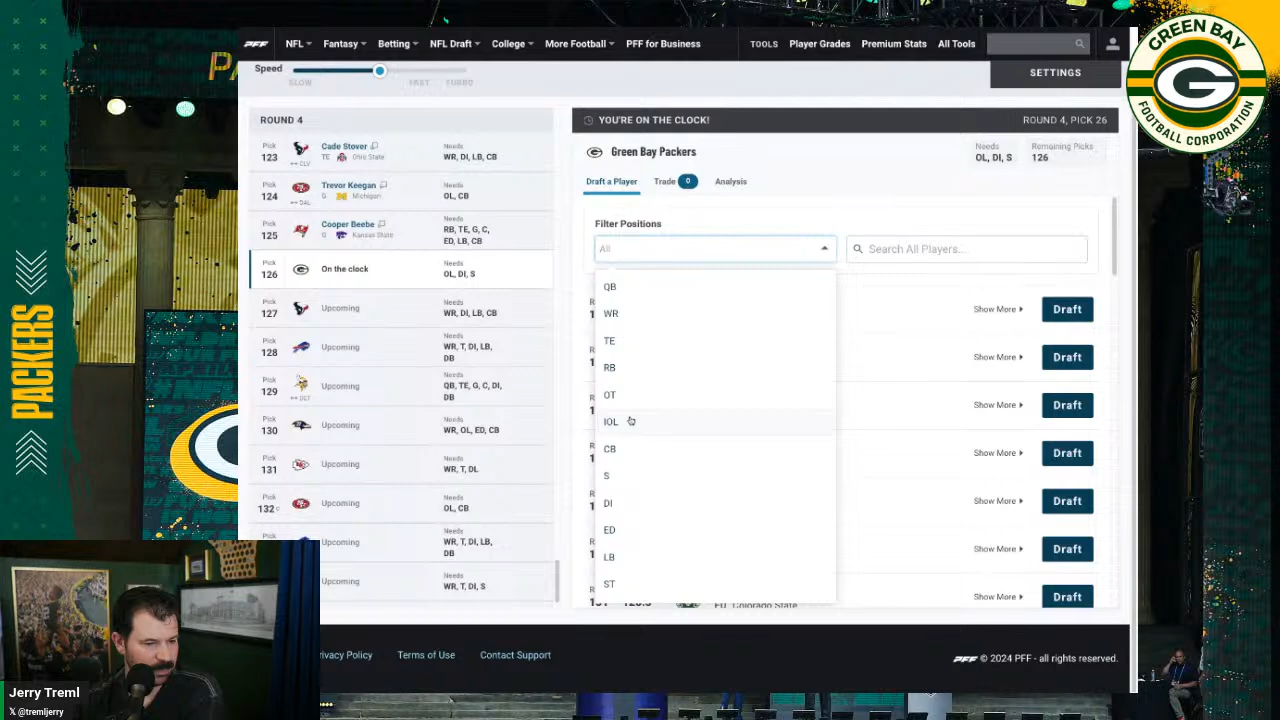 PFF
NFL
Fantasy
Betting
NFL Draft
College
More Football
PFF for Business
TOOLS
Player Grades
Premium Stats
All Tools
Speed
SLOW
FAST
TURBO
SETTINGS
GREEN BAY
G
FOOTBALL CORPORATION
PACKERS
ROUND 4
Pick
123
Cade Stover
TE
Ohio State
CLV
Needs
WR, DI, LB, CB
Pick
124
Trevor Keegan
G
Michigan
DAL
Needs
OL, CB
Pick
125
Cooper Beebe
G
Kansas State
Needs
RB, TE, G, C,
ED, LB, CB
Pick
126
On the clock
Needs
OL, DI, S
Pick
127
Upcoming
Needs
WR, DI, LB, CB
Pick
128
Upcoming
Needs
WR, T, DI, LB,
DB
Pick
129
DET
Upcoming
Needs
QB, TE, G, C, DI,
DB
Pick
130
Upcoming
Needs
WR, OL, ED, CB
Pick
131
Upcoming
Needs
WR, T, DL
Pick
132
Upcoming
Needs
OL, CB
Upcoming
Needs
WR, T, DI, LB,
DB
Upcoming
Needs
WR, T, DI, S
YOU'RE ON THE CLOCK!
ROUND 4, PICK 26
Green Bay Packers
Needs
OL, DI, S
Remaining Picks
126
Draft a Player
Trade 0
Analysis
Filter Positions
All
Search All Players...
QB
WR
TE
RB
OT
IOL
CB
S
DI
ED
LB
ST
Show More
Draft
Show More
Draft
Show More
Draft
Show More
Draft
Show More
Draft
Show More
Draft
Show More
Draft
ED Colorado State
Privacy Policy
Terms of Use
Contact Support
PFF © 2024 PFF - all rights reserved.
Jerry Treml
X @tremljerry